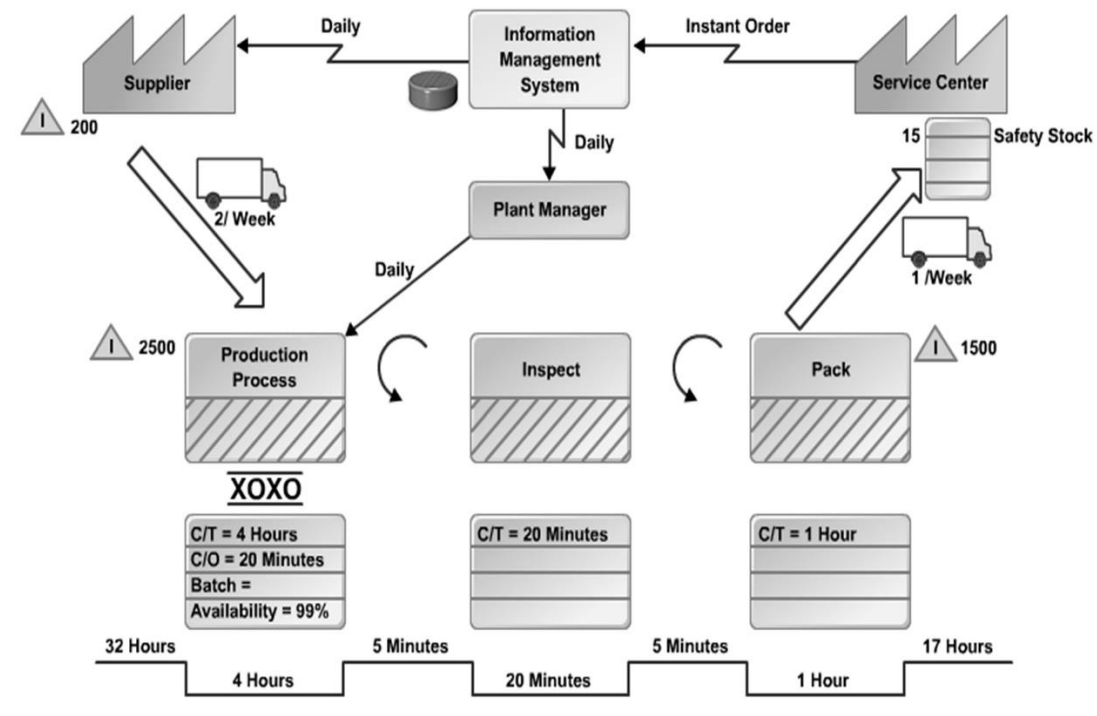 Daily
Information
Management
System
Instant Order
Supplier
Service Center
I
200
Daily
15
Safety Stock
2/ Week
Plant Manager
Daily
1 /Week
I
2500
Production
Process
Inspect
Pack
I
1500
XOXO
C/T = 4 Hours
C/O = 20 Minutes
Batch =
Availability = 99%
C/T = 20 Minutes
C/T = 1 Hour
32 Hours
5 Minutes
5 Minutes
17 Hours
4 Hours
20 Minutes
1 Hour